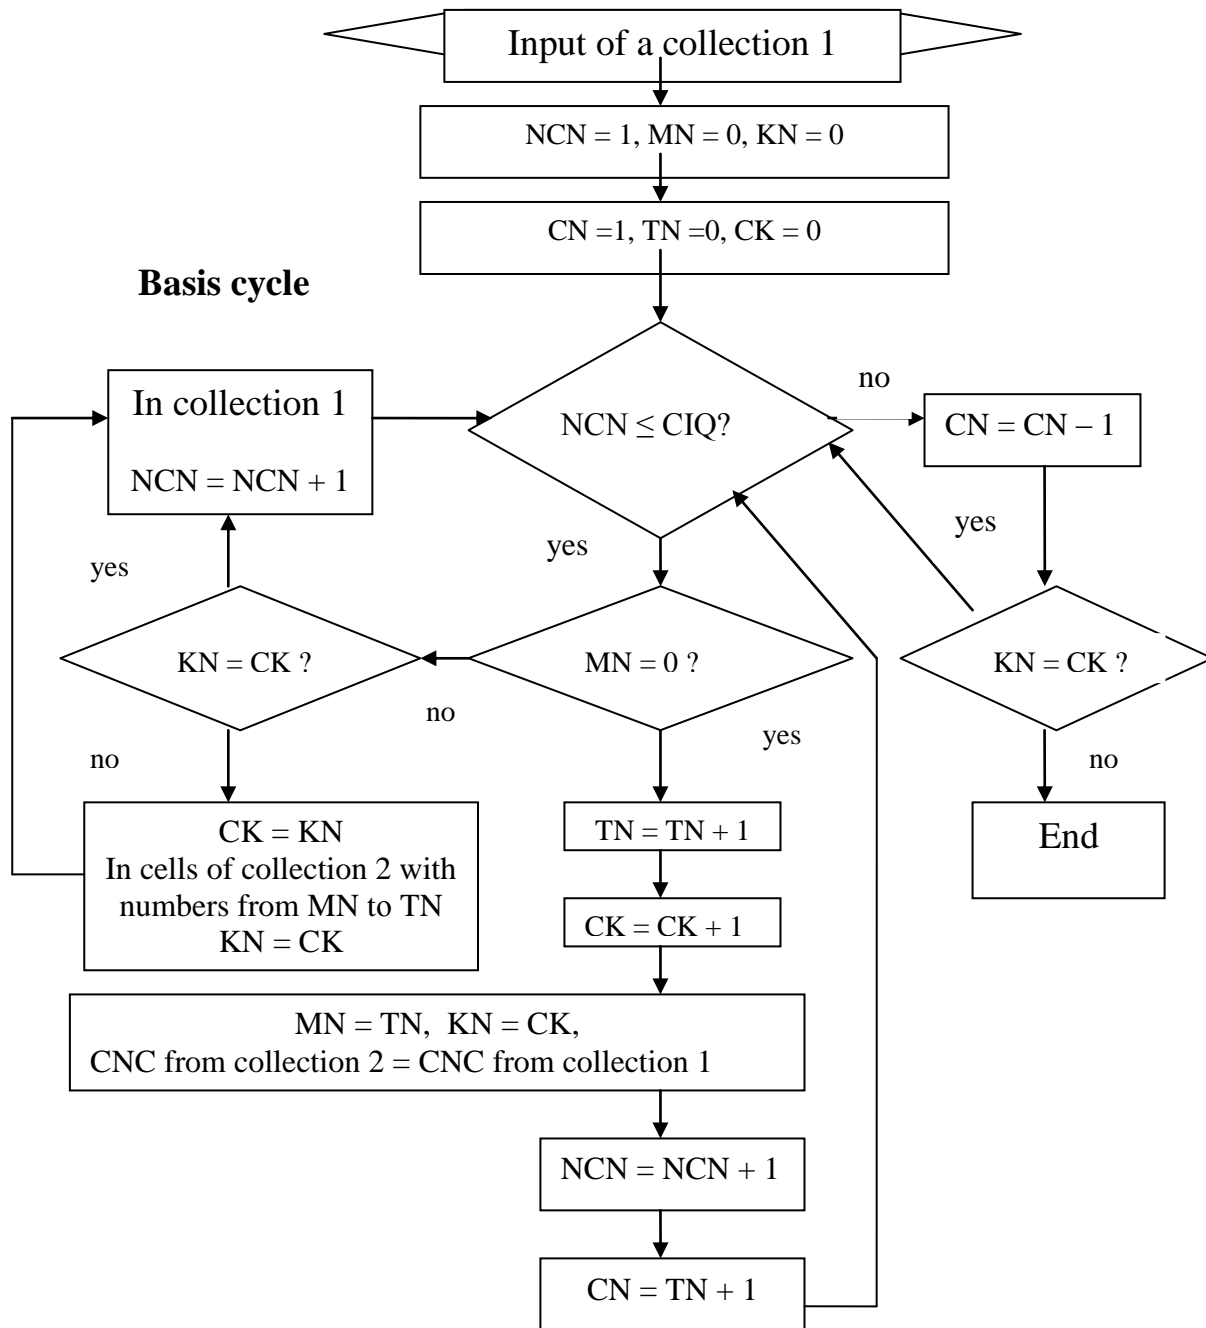 Input of a collection 1
NCN = 1, MN = 0, KN = 0
CN =1, TN =0, CK = 0
Basis cycle
In collection 1
NCN = NCN + 1
NCN ≤ CIQ?
no
CN = CN – 1
yes
yes
yes
KN = CK ?
MN = 0 ?
KN = CK ?
no
yes
no
no
CK = KN
In cells of collection 2 with
numbers from MN to TN
KN = CK
TN = TN + 1
End
CK = CK + 1
MN = TN, KN = CK,
CNC from collection 2 = CNC from collection 1
NCN = NCN + 1
CN = TN + 1